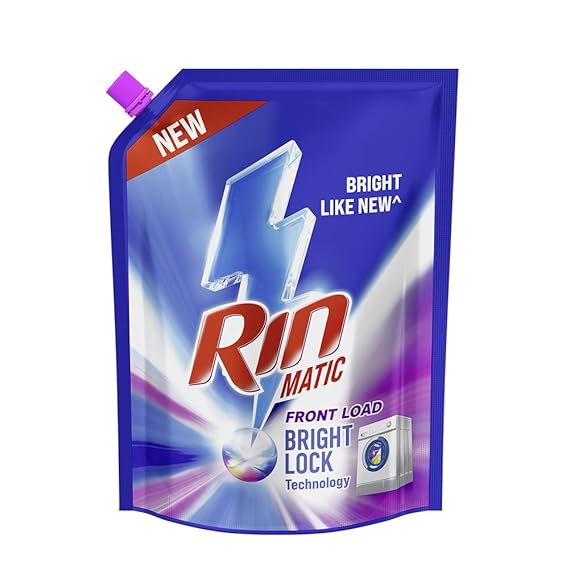 NEW
BRIGHT
LIKE NEW^
Rin
MATIC
FRONT LOAD
BRIGHT
LOCK
Technology